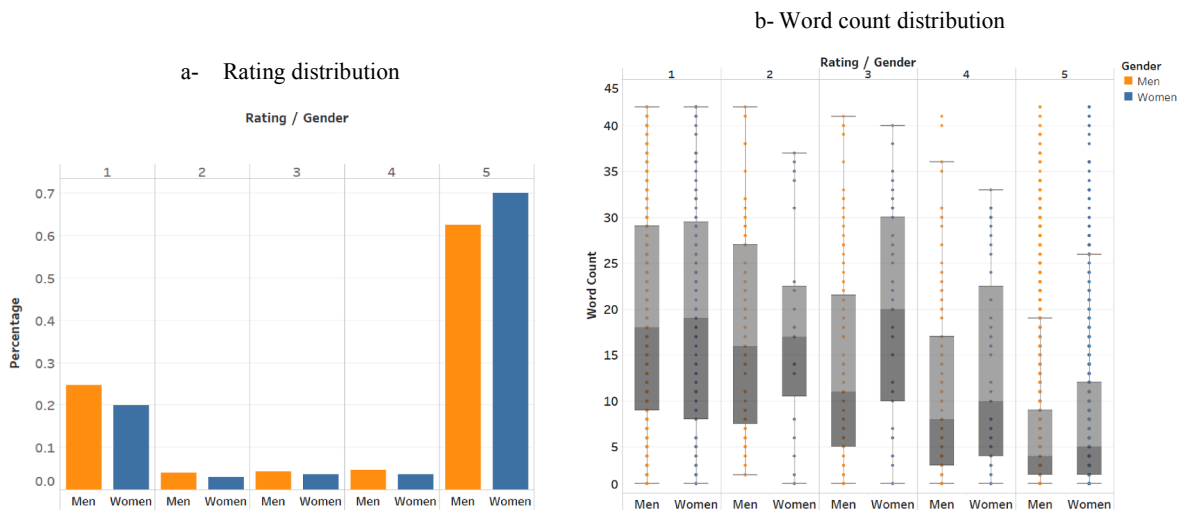 a- Rating distribution
Rating / Gender
1 2 3 4 5
Percentage
0.7
0.6
0.5
0.4
0.3
0.2
0.1
0.0
Men Women Men Women Men Women Men Women Men Women
b- Word count distribution
Rating / Gender
1 2 3 4 5
Word Count
45
40
35
30
25
20
15
10
5
0
Men Women Men Women Men Women Men Women Men Women
Gender
Men
Women